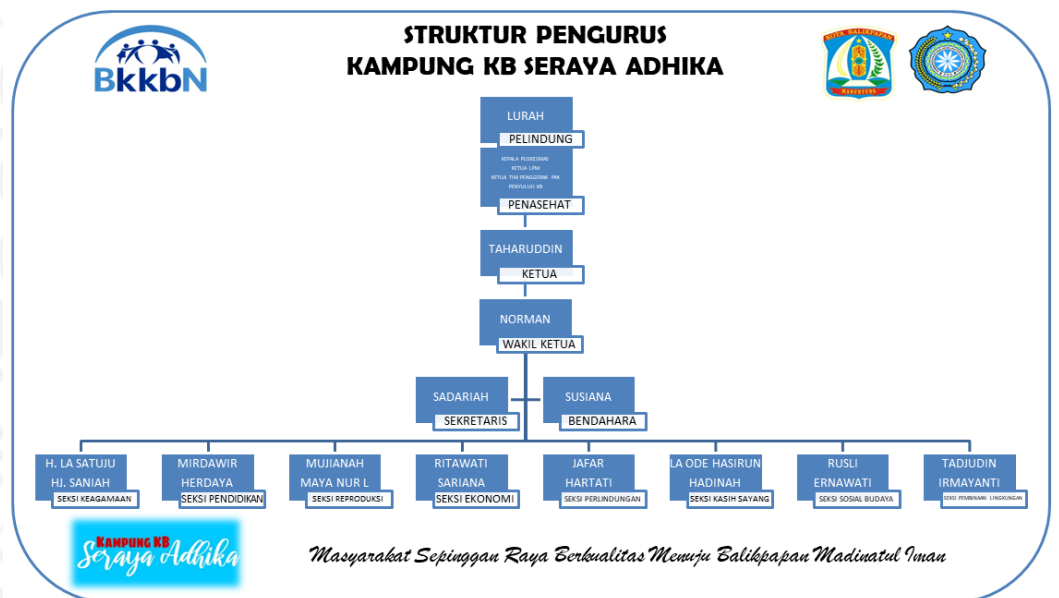 BkkbN
STRUKTUR PENGURUS
KAMPUNG KB SERAYA ADHIKA
KOTA BALIKPAPAN
MANUNTUNG
LURAH
PELINDUNG
KEPALA PUSKESMAS
KETUA LPM
KETUA TIM PENGGERAK PKK
PENYULUH KB
PENASEHAT
TAHARUDDIN
KETUA
NORMAN
WAKIL KETUA
SADARIAH
SEKRETARIS
SUSIANA
BENDAHARA
H. LA SATUJU
HJ. SANIAH
SEKSI KEAGAMAAN
MIRDAWIR
HERDAYA
SEKSI PENDIDIKAN
MUJIANAH
MAYA NUR L
SEKSI REPRODUKSI
RITAWATI
SARIANA
SEKSI EKONOMI
JAFAR
HARTATI
SEKSI PERLINDUNGAN
LA ODE HASIRUN
HADINAH
SEKSI KASIH SAYANG
RUSLI
ERNAWATI
SEKSI SOSIAL BUDAYA
TADJUDIN
IRMAYANTI
SEKSI PEMBINAAN LINGKUNGAN
KAMPUNG KB
Seraya Adhika
Masyarakat Sepinggan Raya Berkualitas Menuju Balikpapan Madinatul Iman